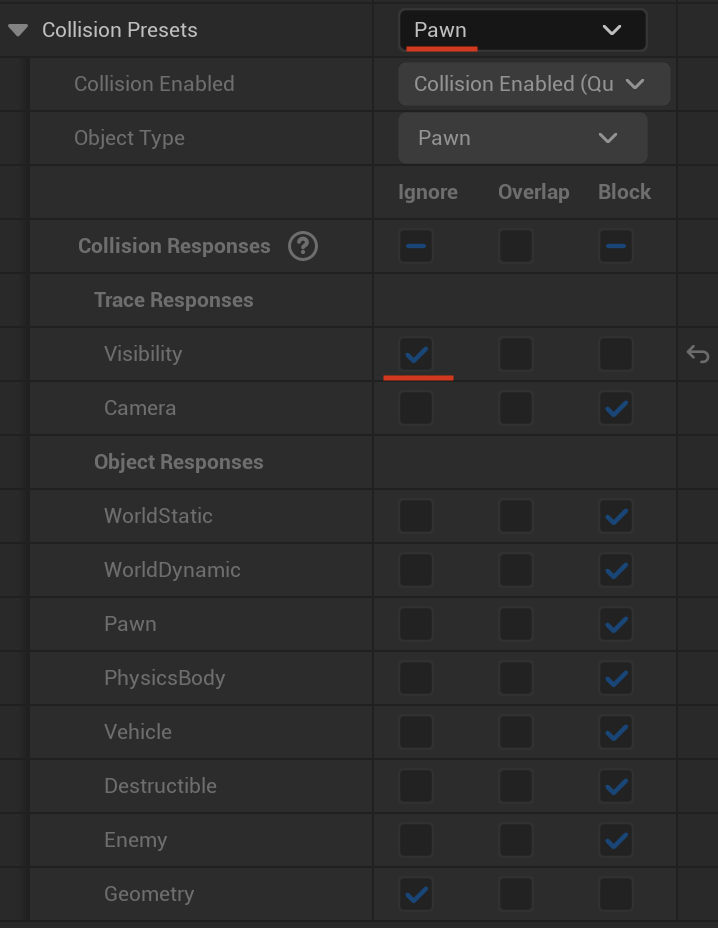 Collision Presets Pawn
Collision Enabled Collision Enabled (Qu
Object Type Pawn
Ignore Overlap Block
Collision Responses ?
Trace Responses
Visibility
Camera
Object Responses
WorldStatic
WorldDynamic
Pawn
PhysicsBody
Vehicle
Destructible
Enemy
Geometry